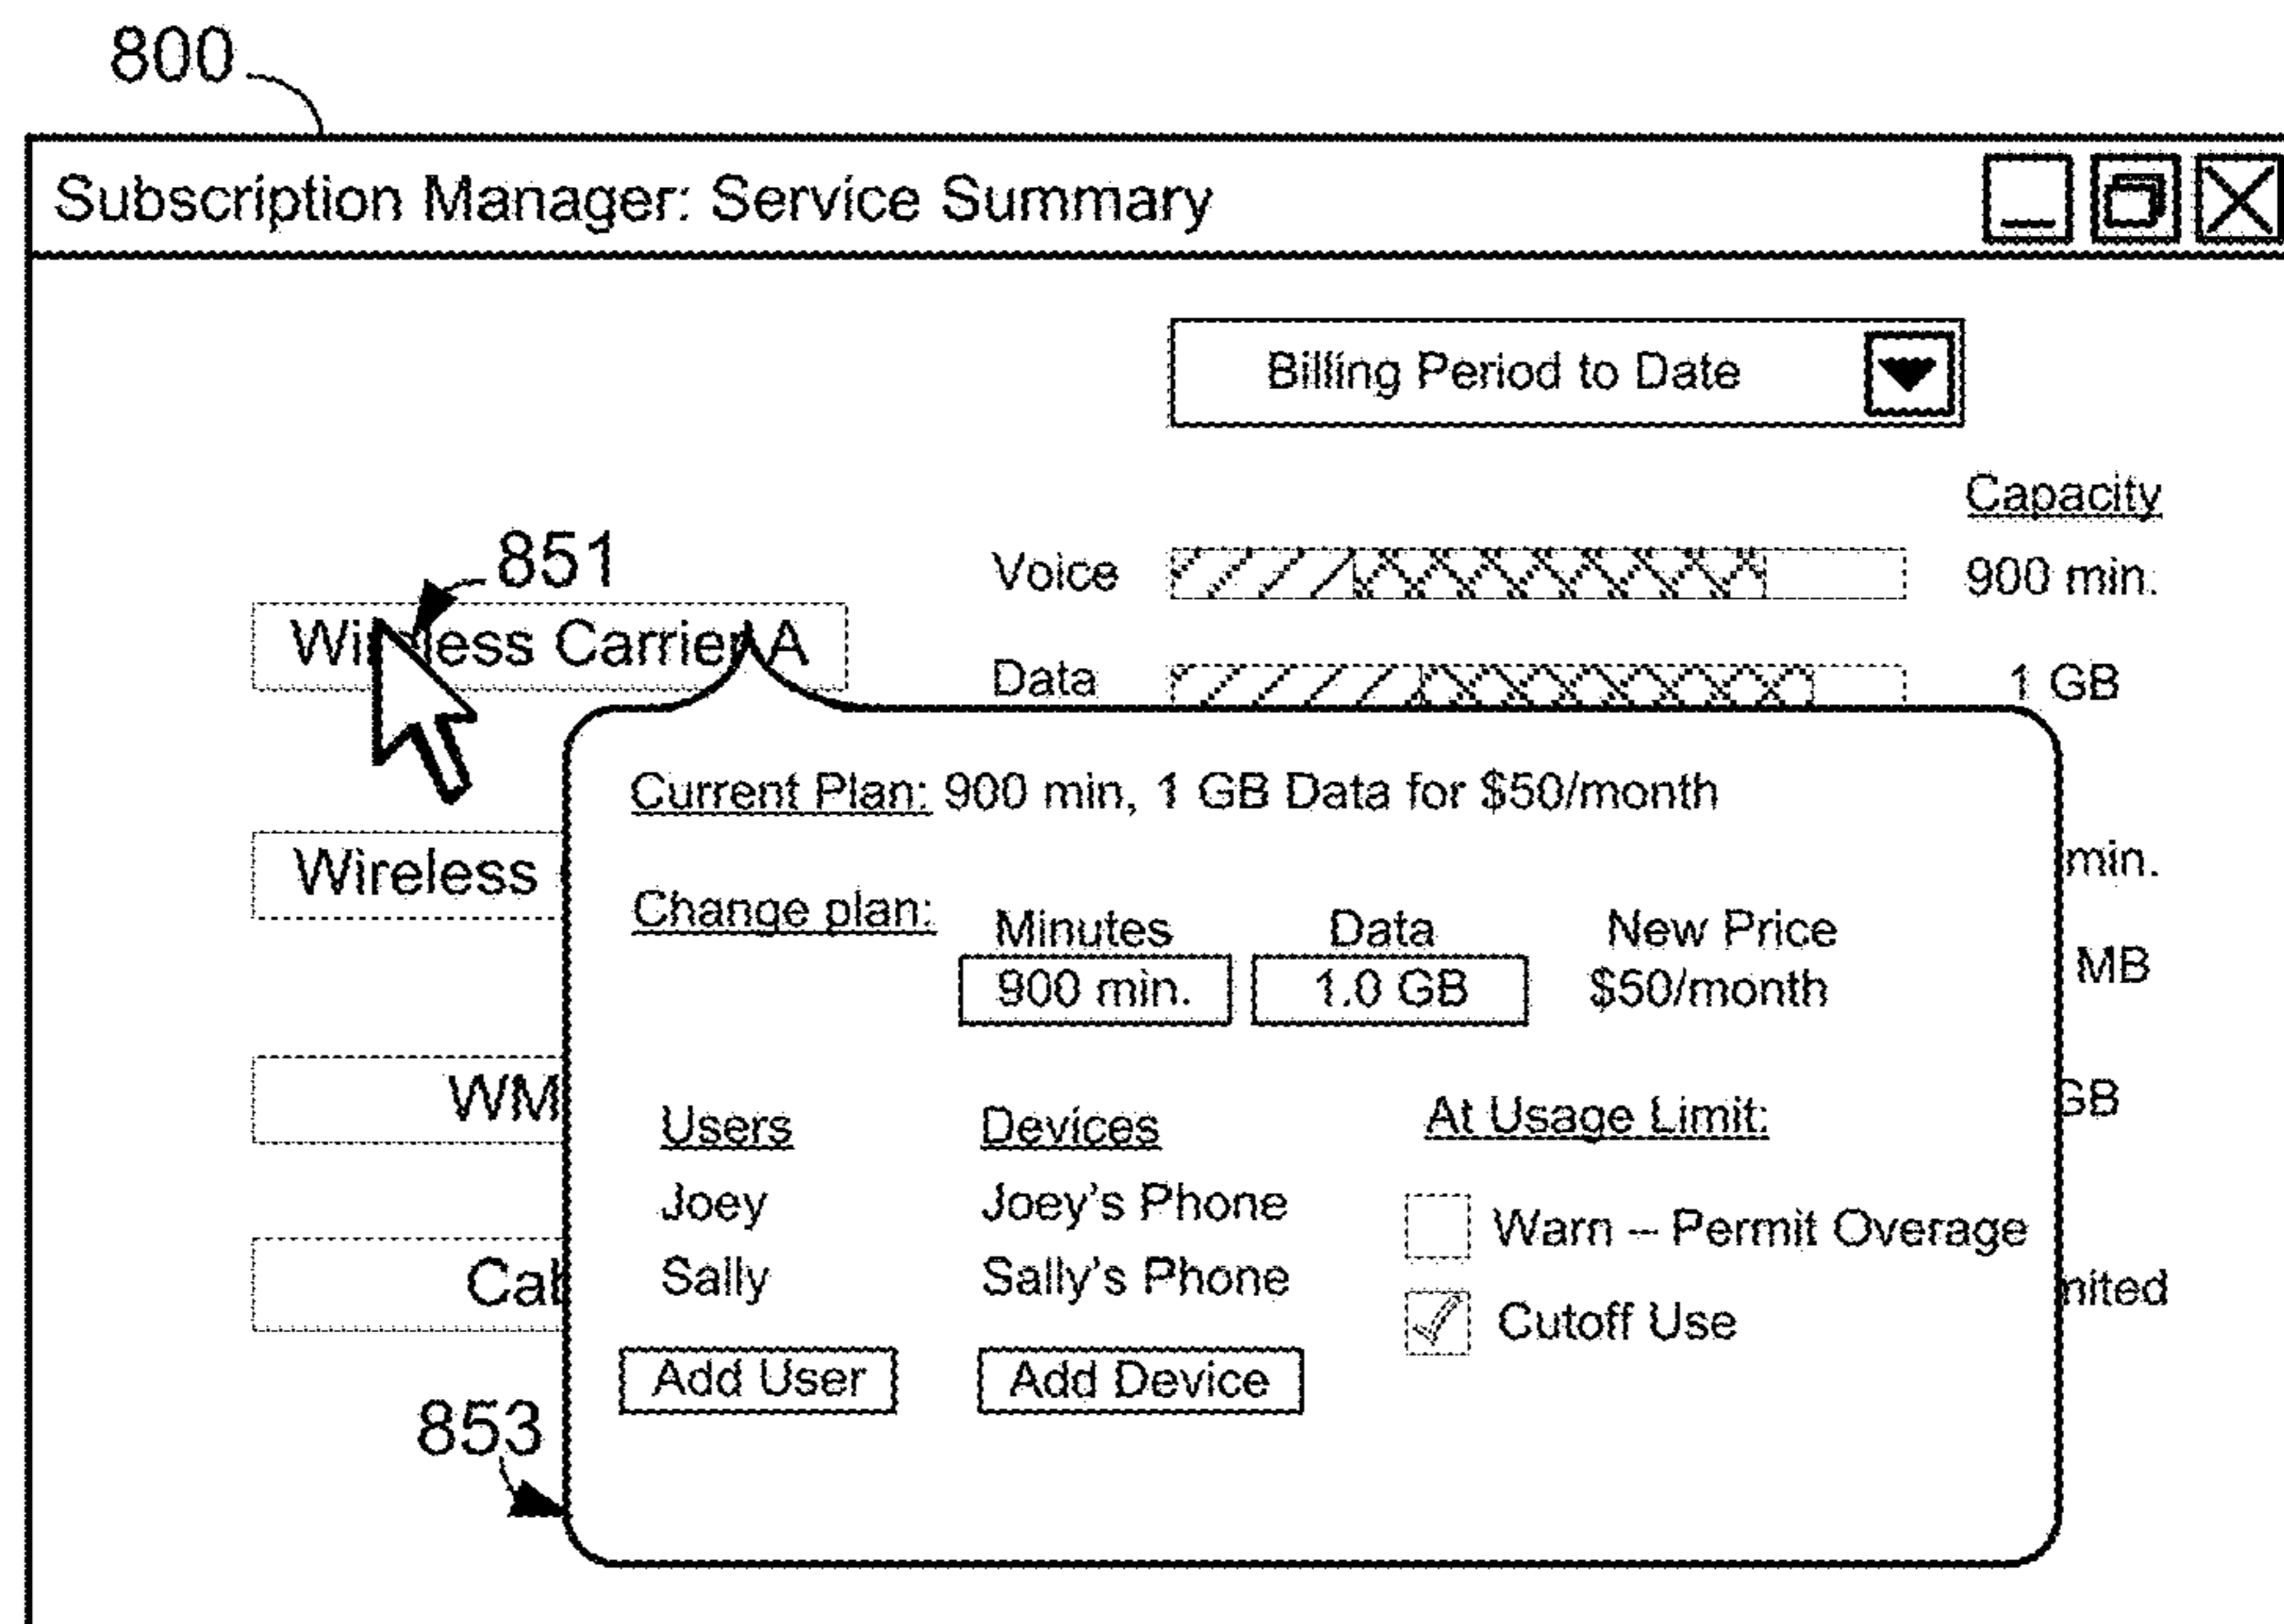 800
Subscription Manager: Service Summary
Billing Period to Date
Capacity
851
Voice 900 min.
Wireless Carrier A
Data 1 GB
Current Plan: 900 min, 1 GB Data for $50/month
Wireless min.
Change plan:
Minutes Data New Price
900 min. 1.0 GB $50/month
MB
WM GB
Users Devices At Usage Limit:
Joey Joey's Phone
Warn – Permit Overage
Sally Sally's Phone
Cutoff Use
Add User Add Device
853